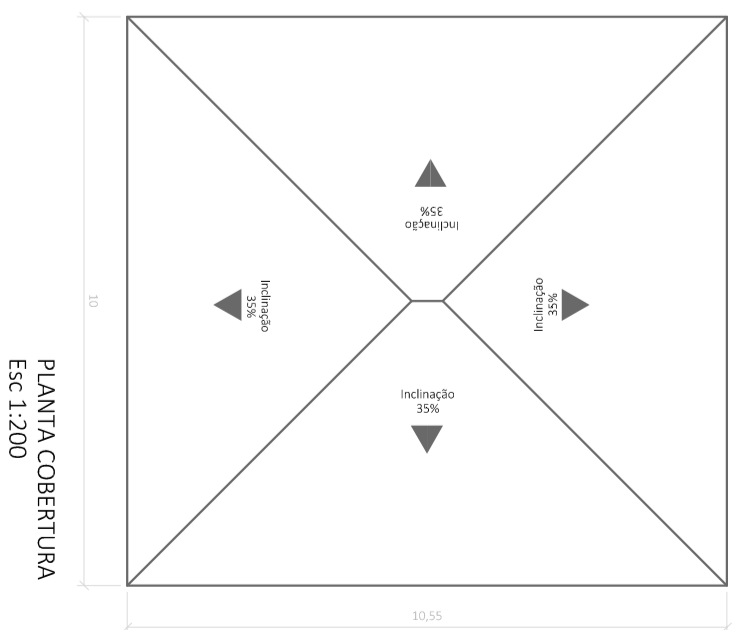 Inclinação
35%
Inclinação
35%
Inclinação
35%
Inclinação
35%
10
10,55
PLANTA COBERTURA
Esc 1:200